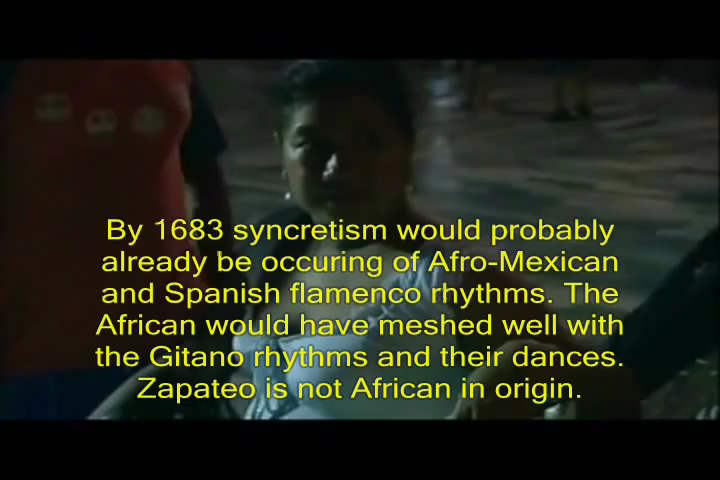 By 1683 syncretism would probably
already be occuring of Afro-Mexican
and Spanish flamenco rhythms. The
African would have meshed well with
the Gitano rhythms and their dances.
Zapateo is not African in origin.